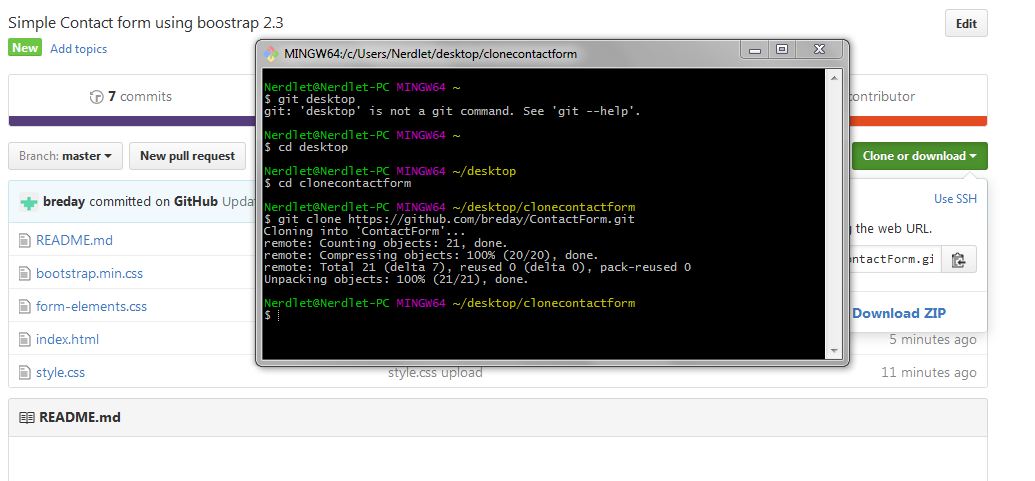 Simple Contact form using boostrap 2.3
Edit
New Add topics
7 commits
contributor
Branch: master
New pull request
Clone or download
MINGW64:/c/Users/Nerdlet/desktop/clonecontactform
Nerdlet@Nerdlet-PC MINGW64 ~
$ git desktop
git: 'desktop' is not a git command. See 'git --help'.
Nerdlet@Nerdlet-PC MINGW64 ~
$ cd desktop
Nerdlet@Nerdlet-PC MINGW64 ~/desktop
$ cd clonecontactform
Nerdlet@Nerdlet-PC MINGW64 ~/desktop/clonecontactform
$ git clone https://github.com/breday/ContactForm.git
Cloning into 'ContactForm'...
remote: Counting objects: 21, done.
remote: Compressing objects: 100% (20/20), done.
remote: Total 21 (delta 7), reused 0 (delta 0), pack-reused 0
Unpacking objects: 100% (21/21), done.
Nerdlet@Nerdlet-PC MINGW64 ~/desktop/clonecontactform
$
Use SSH
the web URL.
ontactForm.gi
Download ZIP
breday committed on GitHub Upda
README.md
bootstrap.min.css
form-elements.css
index.html
5 minutes ago
style.css
style.css upload
11 minutes ago
README.md